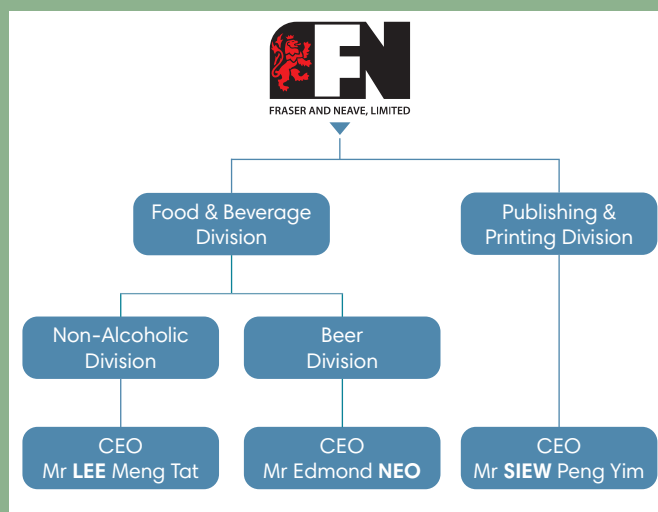 FN
FRASER AND NEAVE, LIMITED
Food & Beverage
Division
Publishing &
Printing Division
Non-Alcoholic
Division
Beer
Division
CEO
Mr LEE Meng Tat
CEO
Mr Edmond NEO
CEO
Mr SIEW Peng Yim